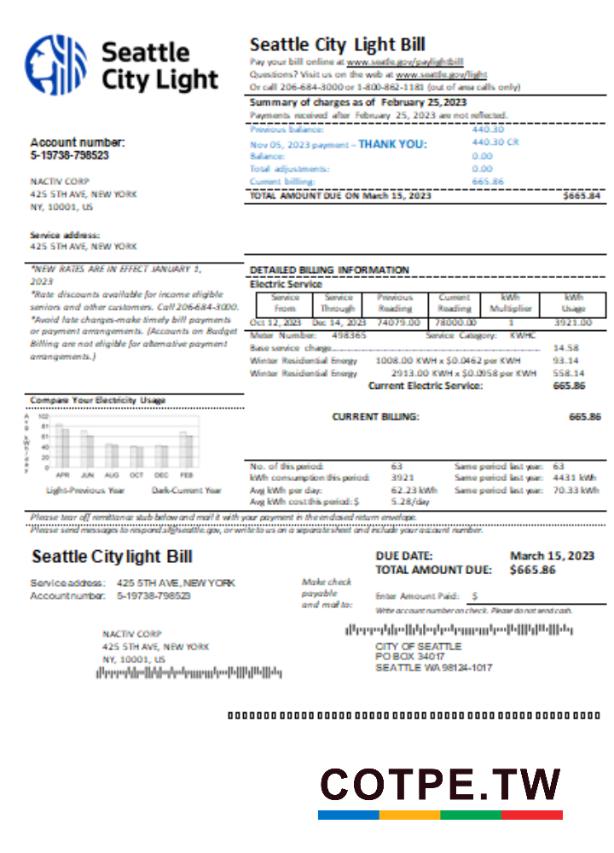 Seattle
City Light
Seattle City Light Bill
Pay your bill online at www.seatle.gov/paylightbill
Questions? Visit us on the web at www.seattle.gov/light
Or call 206-684-3000 or 1-800-862-1181 (out of area calls only)
Summary of charges as of February 25,2023
Payments received after February 25, 2023 are not reflected.
Previous balance: 440.30
Nov 05, 2023 payment – THANK YOU: 440.30 CR
Balance: 0.00
Total adjustments: 0.00
Current billing: 665.86
TOTAL AMOUNT DUE ON March 15, 2023 $665.84
Account number:
5-19738-798523
NACTIV CORP
425 5TH AVE, NEW YORK
NY, 10001, US
Service address:
425 5TH AVE, NEW YORK
*NEW RATES ARE IN EFFECT JANUARY 1,
2023
*Rate discounts available for income eligible
seniors and other customers. Call 206-684-3000.
*Avoid late charges-make timely bill payments
or payment arrangements. (Accounts on Budget
Billing are not eligible for alternative payment
arrangements.)
DETAILED BILLING INFORMATION
Electric Service
Service From Service Through Previous Reading Current Reading kWh Multiplier kWh Usage
Oct 12, 2023 Dec 14, 2023 74079.00 78000.00 1 3921.00
Meter Number: 498365 Service Category: KWHC
Base service charge 14.58
Winter Residential Energy 1008.00 KWH x $0.0462 per KWH 93.14
Winter Residential Energy 2913.00 KWH x $0.0958 per KWH 558.14
Current Electric Service: 665.86
CURRENT BILLING: 665.86
Compare Your Electricity Usage
Avg kWh/day
102
81
61
40
20
0
APR JUN AUG OCT DEC FEB
Light-Previous Year Dark-Current Year
No. of this period: 63 Same period last year: 63
kWh consumption this period: 3921 Same period last year: 4431 kWh
Avg kWh per day: 62.23 kWh Same period last year: 70.33 kWh
Avg kWh cost this period: $ 5.28/day
Please tear off remittance stub below and mail it with your payment in the enclosed return envelope.
Please send messages to respond.sl@seattle.gov, or write to us on a separate sheet and include your account number.
Seattle City light Bill
Service address: 425 5TH AVE, NEW YORK
Account number: 5-19738-798523
DUE DATE: March 15, 2023
TOTAL AMOUNT DUE: $665.86
Make check
payable
and mail to:
Enter Amount Paid: $
Write account number on check. Please do not send cash.
NACTIV CORP
425 5TH AVE, NEW YORK
NY, 10001, US
CITY OF SEATTLE
PO BOX 34017
SEATTLE WA 98124-1017
COTPE.TW